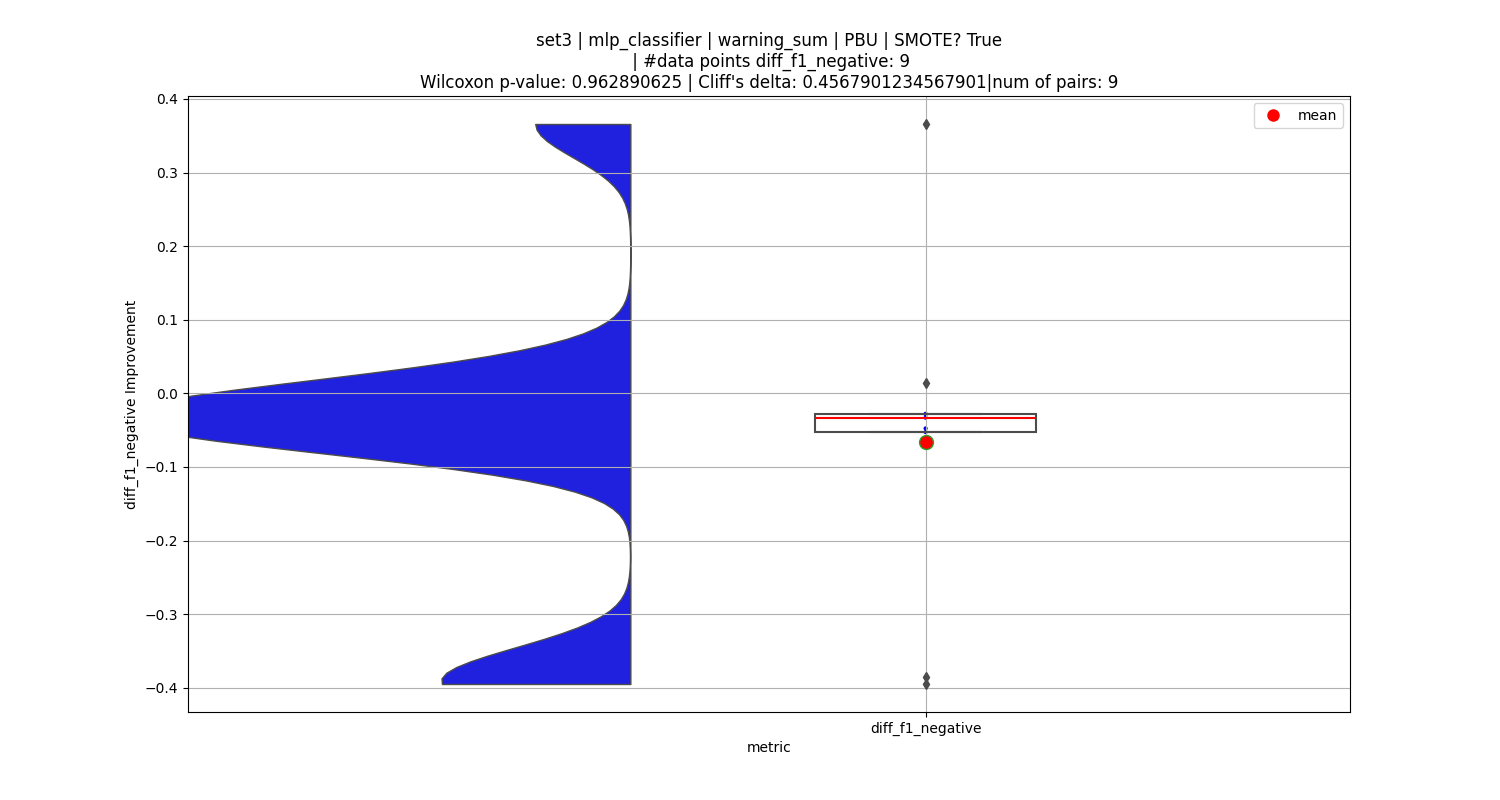 set3 | mlp_classifier | warning_sum | PBU | SMOTE? True
| #data points diff_f1_negative: 9
Wilcoxon p-value: 0.962890625 | Cliff's delta: 0.4567901234567901|num of pairs: 9
mean
0.4
0.3
0.2
0.1
0.0
−0.1
−0.2
−0.3
−0.4
diff_f1_negative Improvement
diff_f1_negative
metric